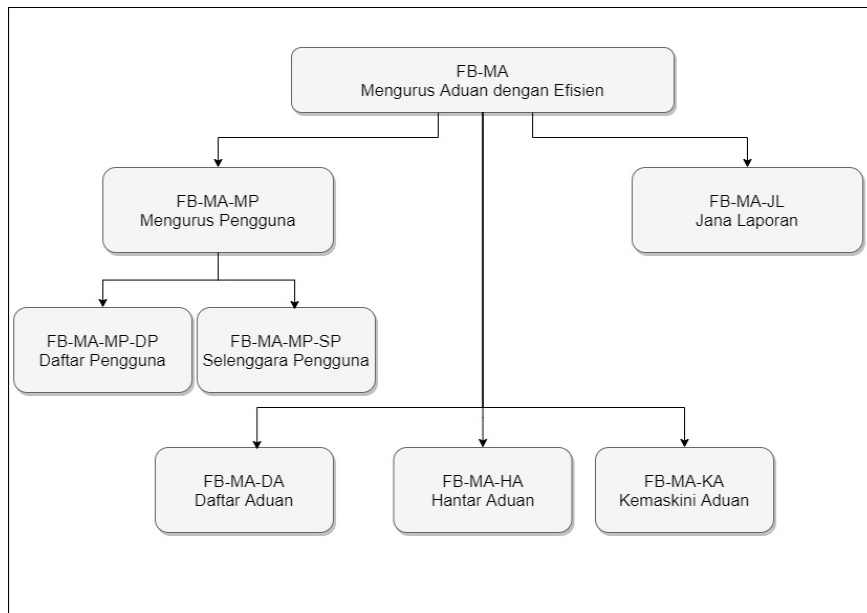 FB-MA
Mengurus Aduan dengan Efisien
FB-MA-MP
Mengurus Pengguna
FB-MA-JL
Jana Laporan
FB-MA-MP-DP
Daftar Pengguna
FB-MA-MP-SP
Selenggara Pengguna
FB-MA-DA
Daftar Aduan
FB-MA-HA
Hantar Aduan
FB-MA-KA
Kemaskini Aduan